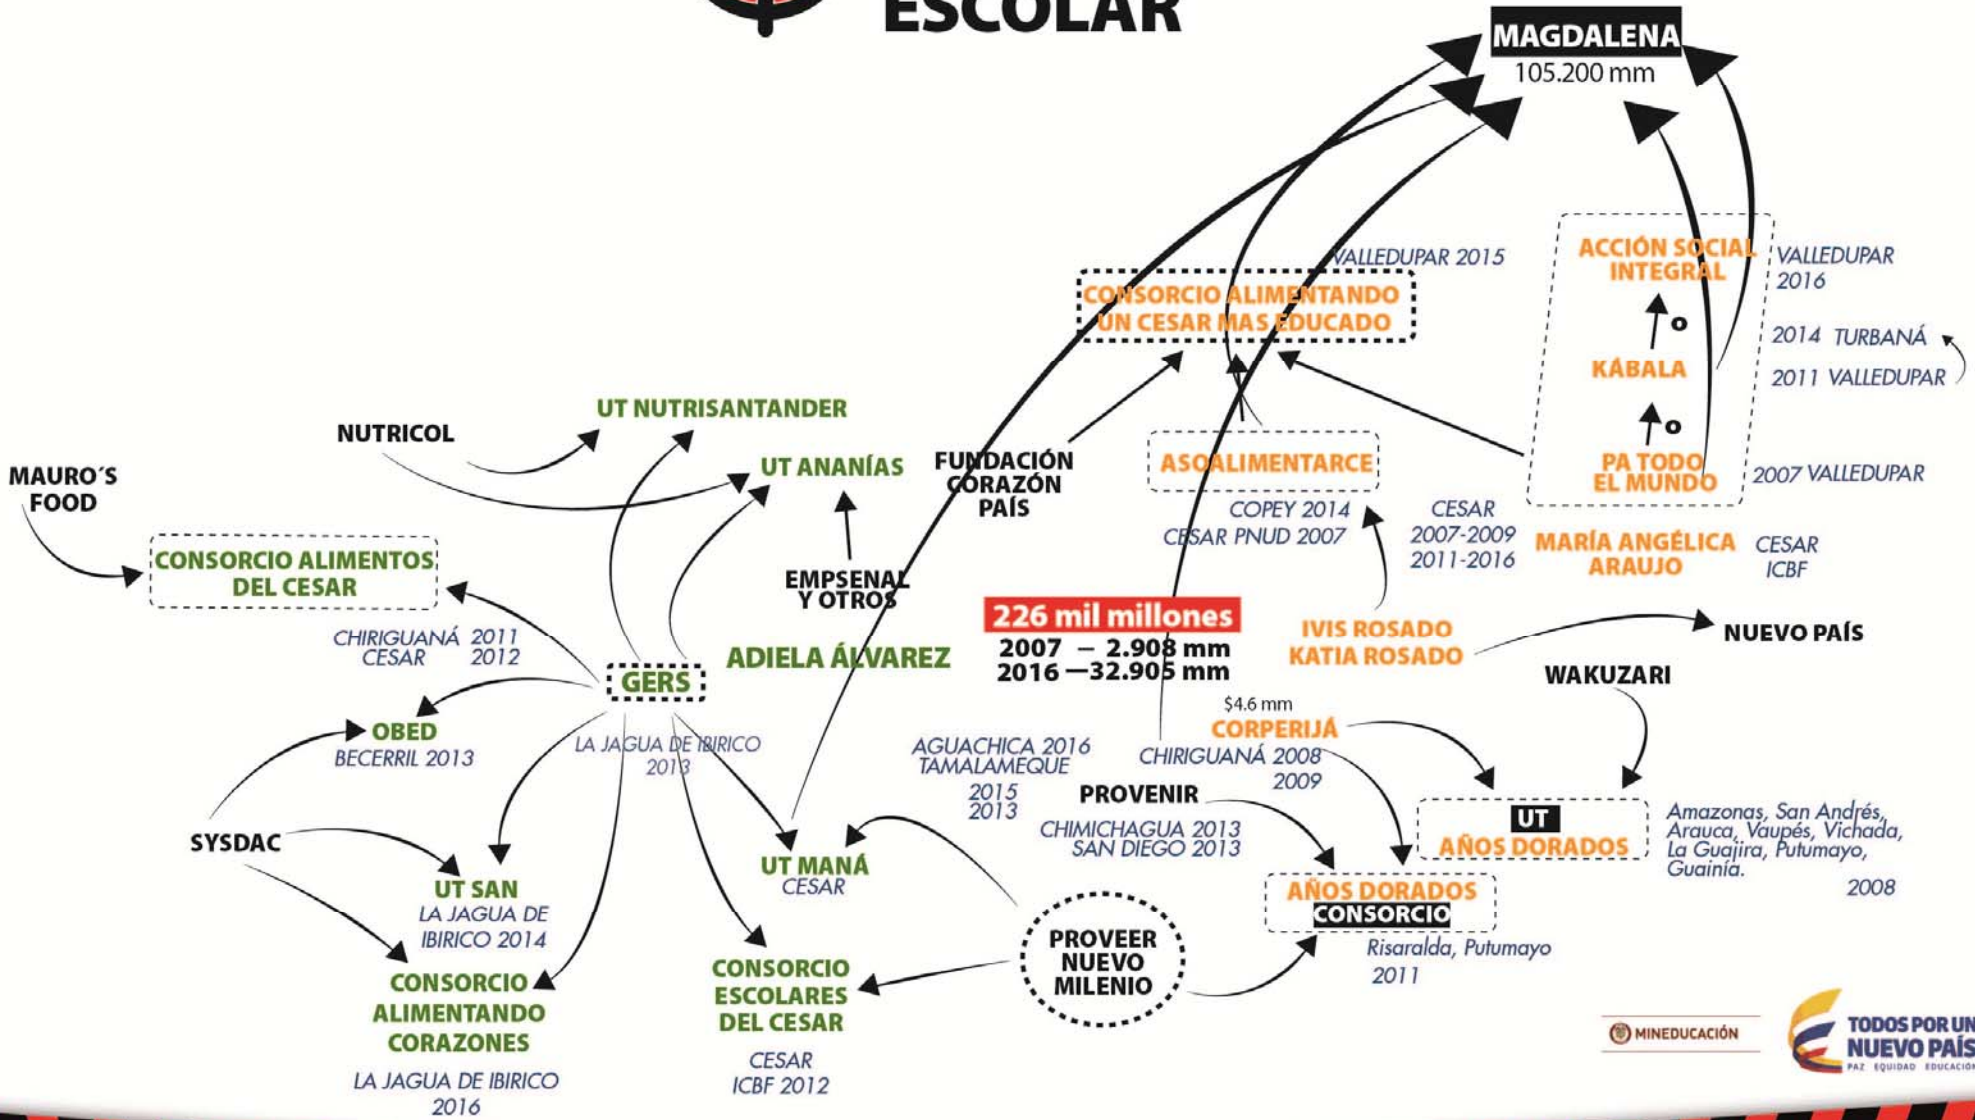 ESCOLAR
MAGDALENA
105.200 mm
VALLEDUPAR 2015
CONSORCIO ALIMENTANDO
UN CESAR MAS EDUCADO
ACCIÓN SOCIAL
INTEGRAL
VALLEDUPAR
2016
o
2014 TURBANÁ
KÁBALA
2011 VALLEDUPAR
o
PA TODO
EL MUNDO
2007 VALLEDUPAR
UT NUTRISANTANDER
NUTRICOL
UT ANANÍAS
MAURO´S
FOOD
FUNDACIÓN
CORAZÓN
PAÍS
ASOALIMENTARCE
COPEY 2014
CESAR PNUD 2007
CESAR
2007-2009
2011-2016
MARÍA ANGÉLICA
ARAUJO
CESAR
ICBF
CONSORCIO ALIMENTOS
DEL CESAR
EMPSENAL
Y OTROS
CHIRIGUANÁ 2011
CESAR 2012
226 mil millones
2007 – 2.908 mm
2016 —32.905 mm
IVIS ROSADO
KATIA ROSADO
NUEVO PAÍS
ADIELA ÁLVAREZ
GERS
WAKUZARI
OBED
BECERRIL 2013
LA JAGUA DE IBIRICO
2013
$4.6 mm
CORPERIJÁ
CHIRIGUANÁ 2008
2009
AGUACHICA 2016
TAMALAMEQUE
2015
2013
PROVENIR
CHIMICHAGUA 2013
SAN DIEGO 2013
UT
AÑOS DORADOS
Amazonas, San Andrés,
Arauca, Vaupés, Vichada,
La Guajira, Putumayo,
Guainía.
2008
SYSDAC
UT SAN
LA JAGUA DE
IBIRICO 2014
UT MANÁ
CESAR
AÑOS DORADOS
CONSORCIO
Risaralda, Putumayo
2011
PROVEER
NUEVO
MILENIO
CONSORCIO
ALIMENTANDO
CORAZONES
LA JAGUA DE IBIRICO
2016
CONSORCIO
ESCOLARES
DEL CESAR
CESAR
ICBF 2012
MINEDUCACIÓN
TODOS POR UN
NUEVO PAÍS
PAZ EQUIDAD EDUCACIÓN